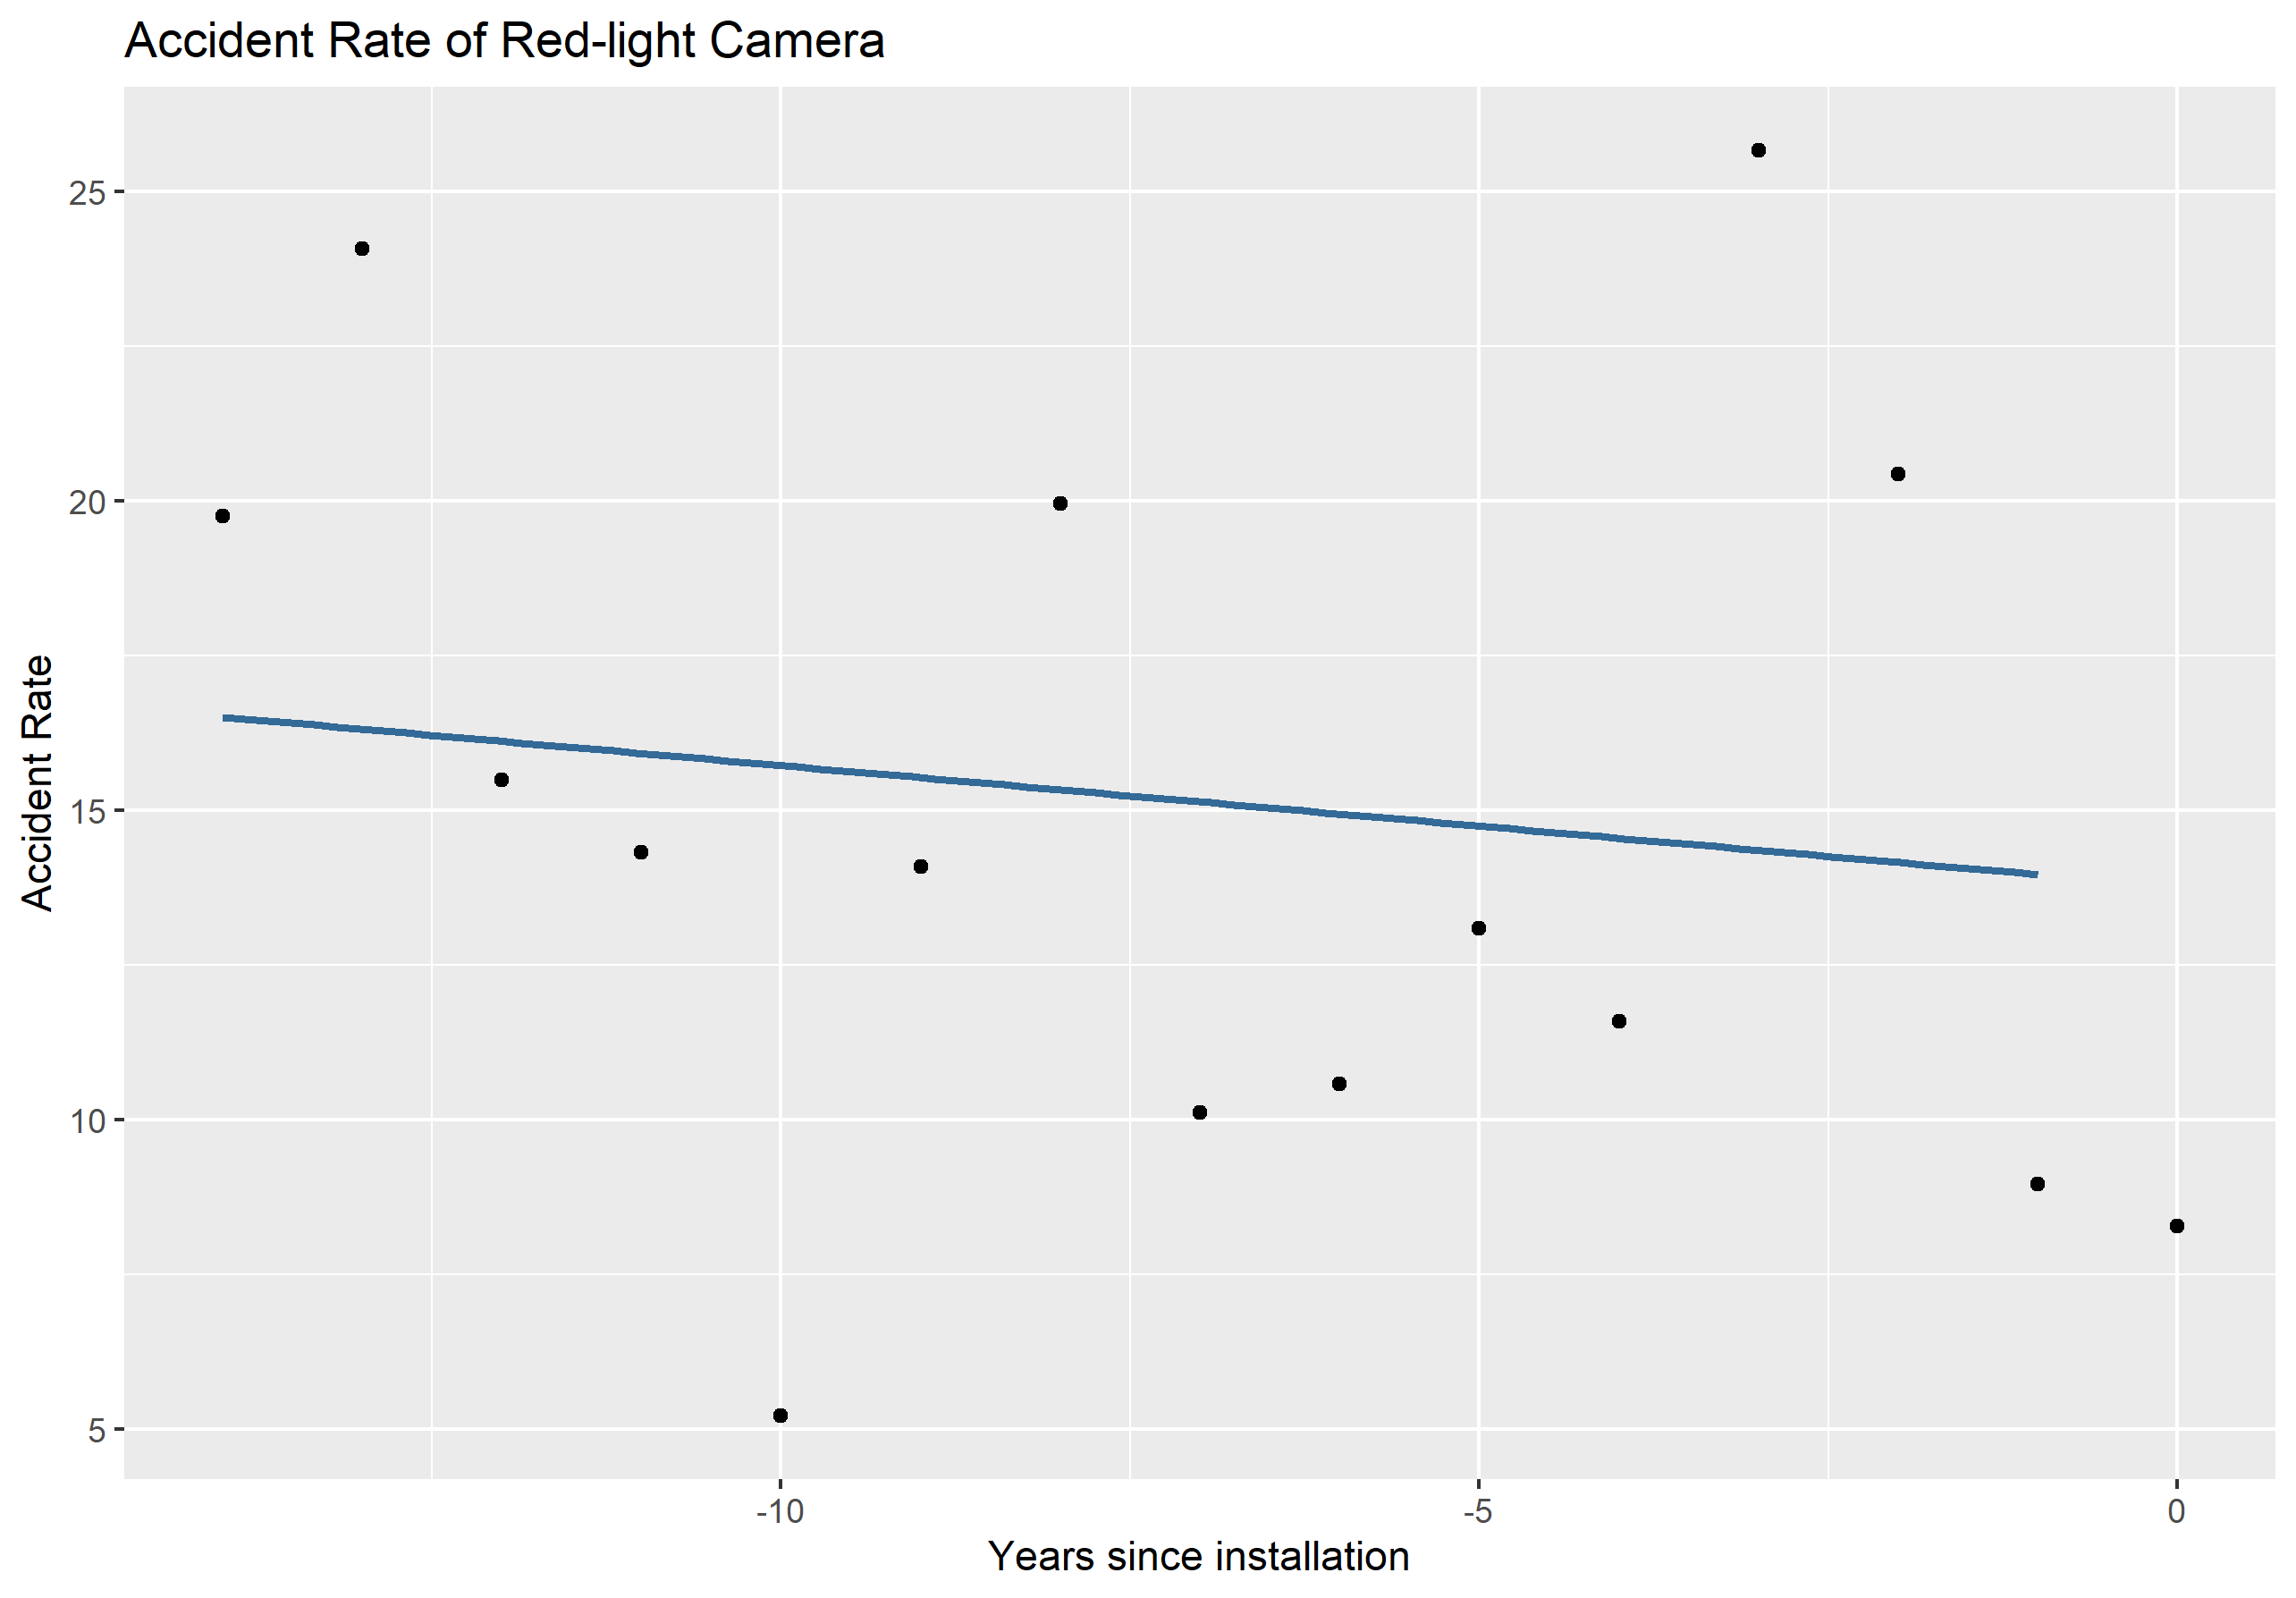 Accident Rate of Red-light Camera
25
20
15
10
5
Accident Rate
-10
-5
0
Years since installation